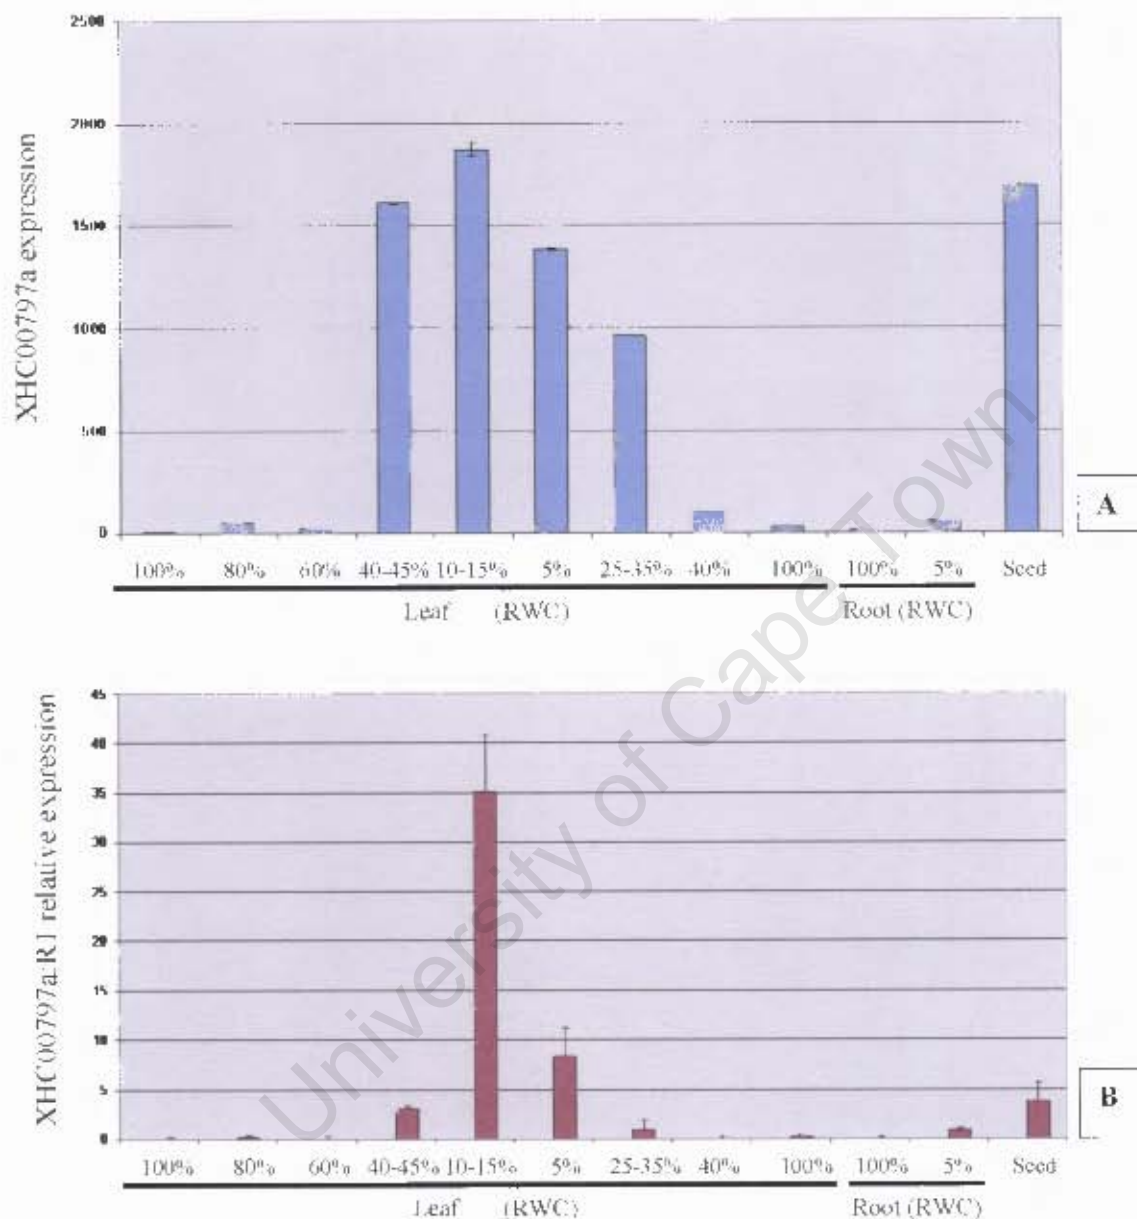 2500
2000
1500
1000
500
0
XHC00797a expression
100% 80% 60% 40-45% 10-15% 5% 25-35% 40% 100% 100% 5% Seed
Leaf (RWC) Root (RWC)
A
45
40
35
30
25
20
15
10
5
0
XHC00797a:R1 relative expression
100% 80% 60% 40-45% 10-15% 5% 25-35% 40% 100% 100% 5% Seed
Leaf (RWC) Root (RWC)
B
University of Cape Town